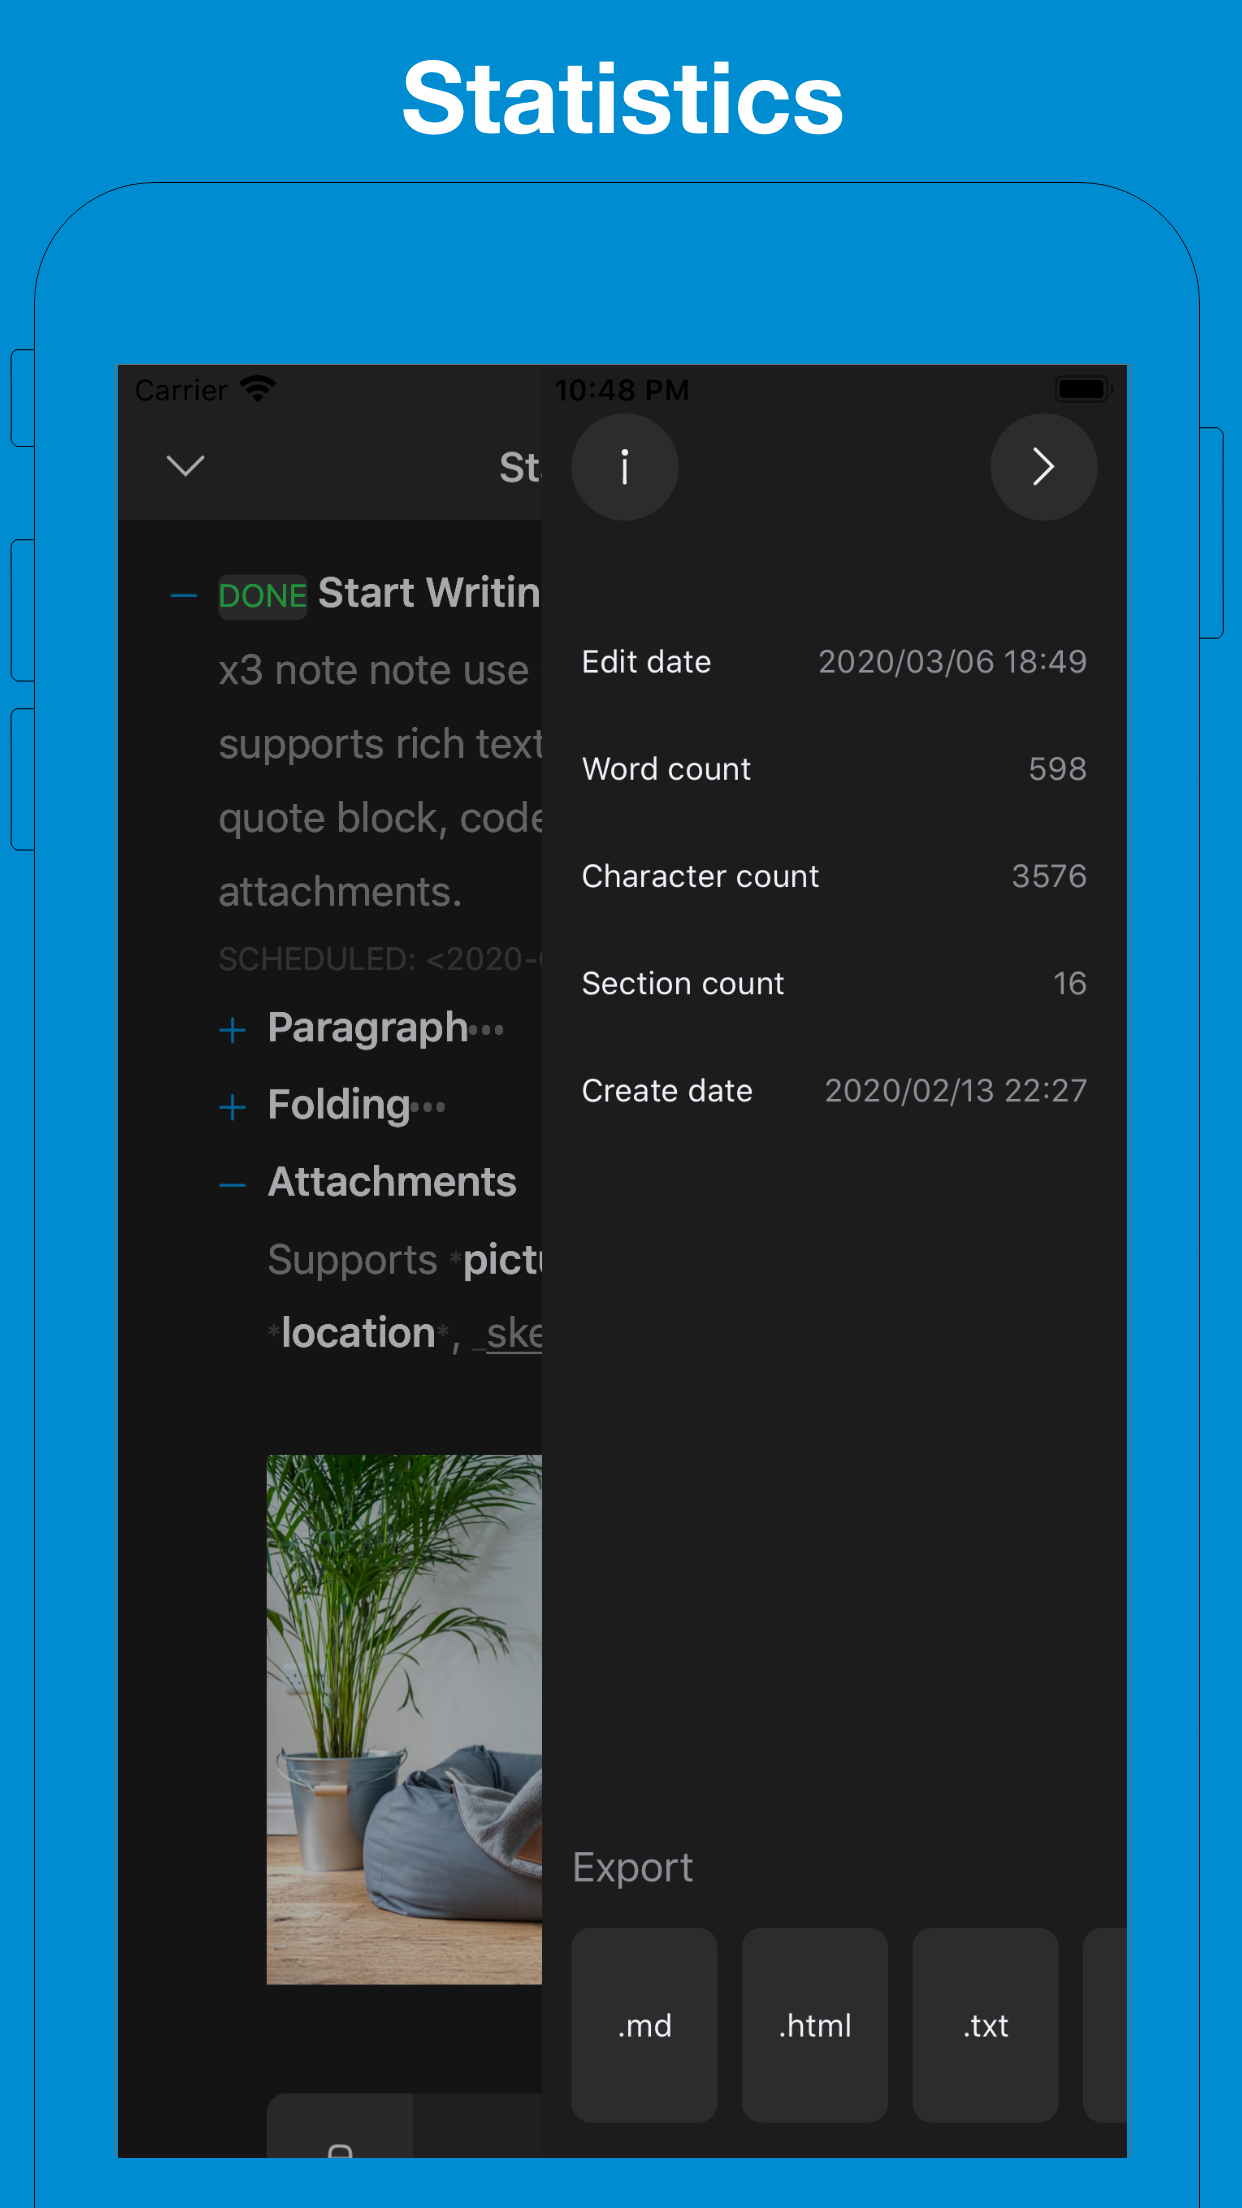 Statistics
Carrier
10:48 PM
DONE Start Writin
x3 note note use
supports rich text
quote block, code
attachments.
SCHEDULED: <2020-
Paragraph...
Folding...
Attachments
Supports *pict
*location*, _ske
Edit date 2020/03/06 18:49
Word count 598
Character count 3576
Section count 16
Create date 2020/02/13 22:27
Export
.md
.html
.txt